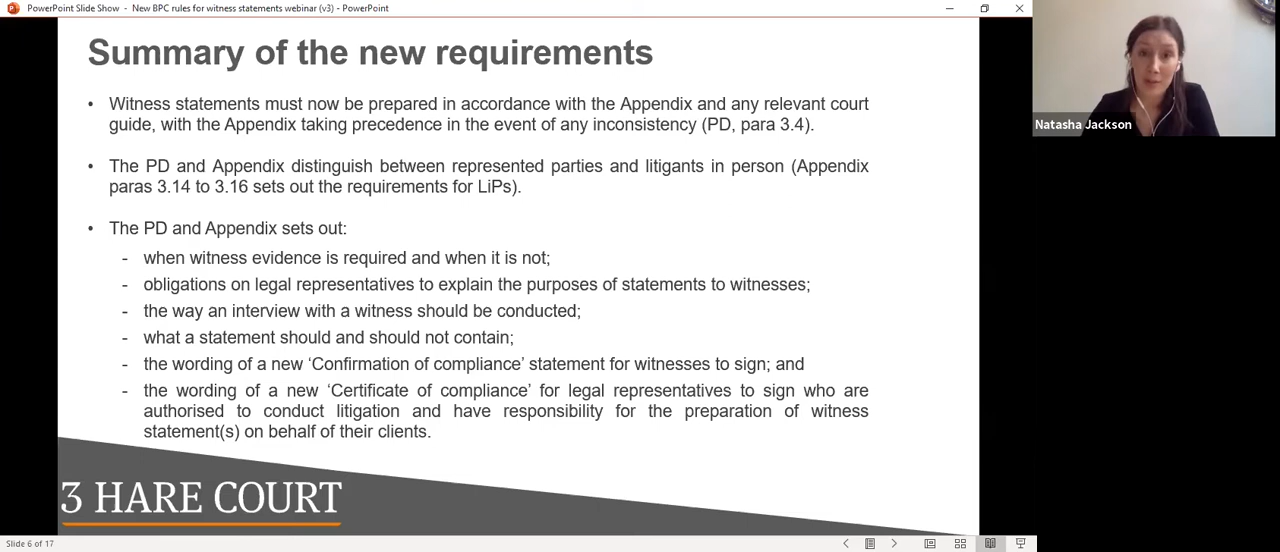 PowerPoint Slide Show - New BPC rules for witness statements webinar (v3) - PowerPoint
Summary of the new requirements
• Witness statements must now be prepared in accordance with the Appendix and any relevant court
guide, with the Appendix taking precedence in the event of any inconsistency (PD, para 3.4).
• The PD and Appendix distinguish between represented parties and litigants in person (Appendix
paras 3.14 to 3.16 sets out the requirements for LiPs).
• The PD and Appendix sets out:
- when witness evidence is required and when it is not;
- obligations on legal representatives to explain the purposes of statements to witnesses;
- the way an interview with a witness should be conducted;
- what a statement should and should not contain;
- the wording of a new ‘Confirmation of compliance’ statement for witnesses to sign; and
- the wording of a new ‘Certificate of compliance’ for legal representatives to sign who are
authorised to conduct litigation and have responsibility for the preparation of witness
statement(s) on behalf of their clients.
3 HARE COURT
Slide 6 of 17
Natasha Jackson